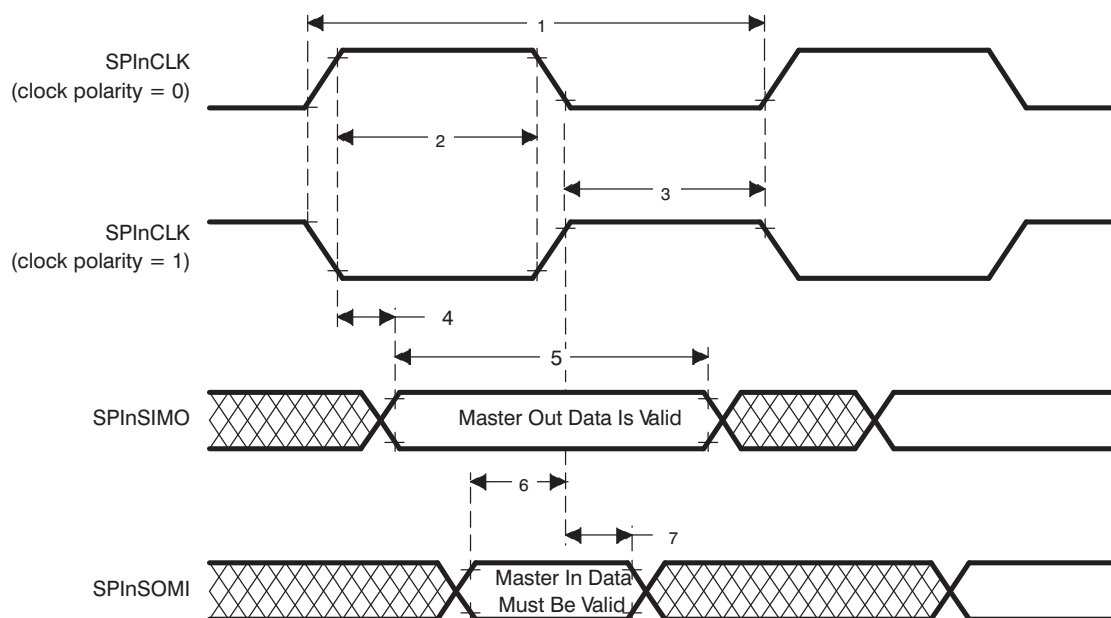 1
SPInCLK
(clock polarity = 0)
2
3
SPInCLK
(clock polarity = 1)
4
5
SPInSIMO
Master Out Data Is Valid
6
7
SPInSOMI
Master In Data
Must Be Valid